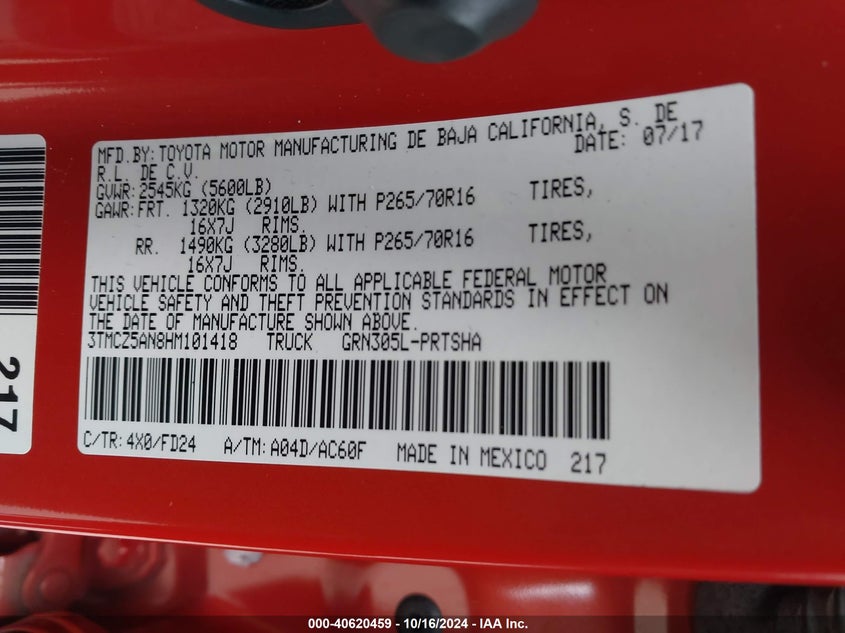 MFD.BY:TOYOTA MOTOR MANUFACTURING DE BAJA CALIFORNIA, S. DE
R.L. DE C.V. DATE: 07/17
GVWR:2545KG (5600LB)
GAWR:FRT. 1320KG (2910LB) WITH P265/70R16 TIRES,
16X7J RIMS.
RR. 1490KG (3280LB) WITH P265/70R16 TIRES,
16X7J RIMS.
THIS VEHICLE CONFORMS TO ALL APPLICABLE FEDERAL MOTOR
VEHICLE SAFETY AND THEFT PREVENTION STANDARDS IN EFFECT ON
THE DATE OF MANUFACTURE SHOWN ABOVE.
3TMCZ5AN8HM101418 TRUCK GRN305L-PRTSHA
C/TR:4X0/FD24 A/TM:A04D/AC60F MADE IN MEXICO 217
217
000-40620459 - 10/16/2024 - IAA Inc.